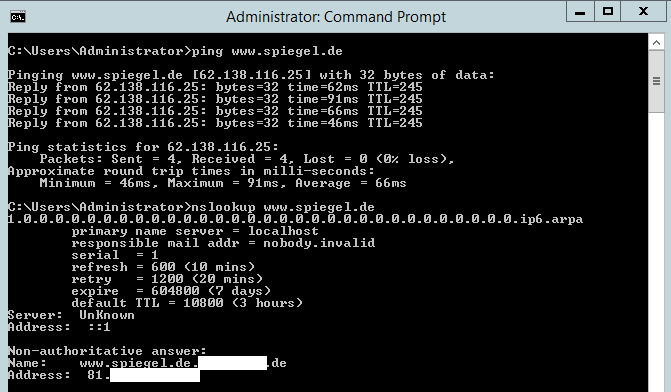 Administrator: Command Prompt
C:\Users\Administrator>ping www.spiegel.de
Pinging www.spiegel.de [62.138.116.25] with 32 bytes of data:
Reply from 62.138.116.25: bytes=32 time=62ms TTL=245
Reply from 62.138.116.25: bytes=32 time=91ms TTL=245
Reply from 62.138.116.25: bytes=32 time=66ms TTL=245
Reply from 62.138.116.25: bytes=32 time=46ms TTL=245
Ping statistics for 62.138.116.25:
Packets: Sent = 4, Received = 4, Lost = 0 (0% loss),
Approximate round trip times in milli-seconds:
Minimum = 46ms, Maximum = 91ms, Average = 66ms
C:\Users\Administrator>nslookup www.spiegel.de
1.0.0.0.0.0.0.0.0.0.0.0.0.0.0.0.0.0.0.0.0.0.0.0.0.0.0.0.0.0.0.0.ip6.arpa
primary name server = localhost
responsible mail addr = nobody.invalid
serial = 1
refresh = 600 (10 mins)
retry = 1200 (20 mins)
expire = 604800 (7 days)
default TTL = 10800 (3 hours)
Server: UnKnown
Address: ::1
Non-authoritative answer:
Name: www.spiegel.de. .de
Address: 81.